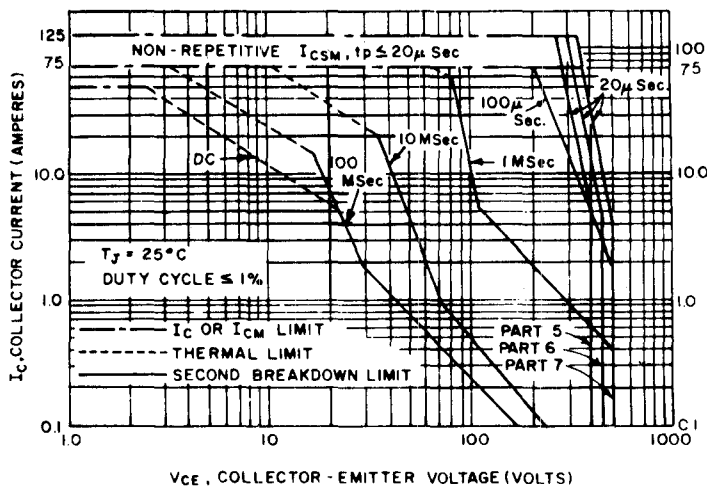 125
NON-REPETITIVE ICSM, tp ≤ 20μ Sec
100
75
75
100μ Sec.
20μ Sec.
DC
100 MSec
10 MSec
1 MSec
10.0
10.0
TJ = 25°C
DUTY CYCLE ≤ 1%
1.0
1.0
IC OR ICM LIMIT
THERMAL LIMIT
SECOND BREAKDOWN LIMIT
PART 5
PART 6
PART 7
0.1
C1
1.0
10
100
1000
IC, COLLECTOR CURRENT (AMPERES)
VCE, COLLECTOR - EMITTER VOLTAGE (VOLTS)